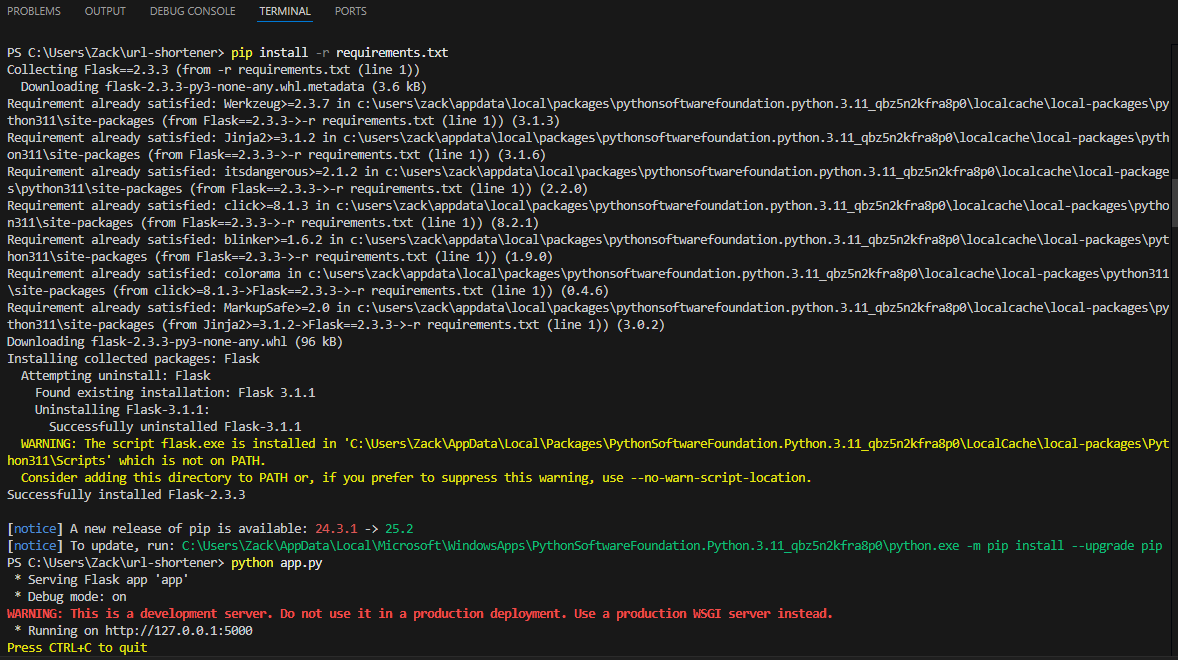 PROBLEMS OUTPUT DEBUG CONSOLE TERMINAL PORTS
PS C:\Users\Zack\url-shortener> pip install -r requirements.txt
Collecting Flask==2.3.3 (from -r requirements.txt (line 1))
  Downloading flask-2.3.3-py3-none-any.whl.metadata (3.6 kB)
Requirement already satisfied: Werkzeug>=2.3.7 in c:\users\zack\appdata\local\packages\pythonsoftwarefoundation.python.3.11_qbz5n2kfra8p0\localcache\local-packages\py
thon311\site-packages (from Flask==2.3.3->-r requirements.txt (line 1)) (3.1.3)
Requirement already satisfied: Jinja2>=3.1.2 in c:\users\zack\appdata\local\packages\pythonsoftwarefoundation.python.3.11_qbz5n2kfra8p0\localcache\local-packages\pyth
on311\site-packages (from Flask==2.3.3->-r requirements.txt (line 1)) (3.1.6)
Requirement already satisfied: itsdangerous>=2.1.2 in c:\users\zack\appdata\local\packages\pythonsoftwarefoundation.python.3.11_qbz5n2kfra8p0\localcache\local-package
s\python311\site-packages (from Flask==2.3.3->-r requirements.txt (line 1)) (2.2.0)
Requirement already satisfied: click>=8.1.3 in c:\users\zack\appdata\local\packages\pythonsoftwarefoundation.python.3.11_qbz5n2kfra8p0\localcache\local-packages\pytho
n311\site-packages (from Flask==2.3.3->-r requirements.txt (line 1)) (8.2.1)
Requirement already satisfied: blinker>=1.6.2 in c:\users\zack\appdata\local\packages\pythonsoftwarefoundation.python.3.11_qbz5n2kfra8p0\localcache\local-packages\pyt
hon311\site-packages (from Flask==2.3.3->-r requirements.txt (line 1)) (1.9.0)
Requirement already satisfied: colorama in c:\users\zack\appdata\local\packages\pythonsoftwarefoundation.python.3.11_qbz5n2kfra8p0\localcache\local-packages\python311
\site-packages (from click>=8.1.3->Flask==2.3.3->-r requirements.txt (line 1)) (0.4.6)
Requirement already satisfied: MarkupSafe>=2.0 in c:\users\zack\appdata\local\packages\pythonsoftwarefoundation.python.3.11_qbz5n2kfra8p0\localcache\local-packages\py
thon311\site-packages (from Jinja2>=3.1.2->Flask==2.3.3->-r requirements.txt (line 1)) (3.0.2)
Downloading flask-2.3.3-py3-none-any.whl (96 kB)
Installing collected packages: Flask
  Attempting uninstall: Flask
    Found existing installation: Flask 3.1.1
    Uninstalling Flask-3.1.1:
      Successfully uninstalled Flask-3.1.1
  WARNING: The script flask.exe is installed in 'C:\Users\Zack\AppData\Local\Packages\PythonSoftwareFoundation.Python.3.11_qbz5n2kfra8p0\LocalCache\local-packages\Pyt
hon311\Scripts' which is not on PATH.
  Consider adding this directory to PATH or, if you prefer to suppress this warning, use --no-warn-script-location.
Successfully installed Flask-2.3.3
[notice] A new release of pip is available: 24.3.1 -> 25.2
[notice] To update, run: C:\Users\Zack\AppData\Local\Microsoft\WindowsApps\PythonSoftwareFoundation.Python.3.11_qbz5n2kfra8p0\python.exe -m pip install --upgrade pip
PS C:\Users\Zack\url-shortener> python app.py
 * Serving Flask app 'app'
 * Debug mode: on
WARNING: This is a development server. Do not use it in a production deployment. Use a production WSGI server instead.
 * Running on http://127.0.0.1:5000
Press CTRL+C to quit